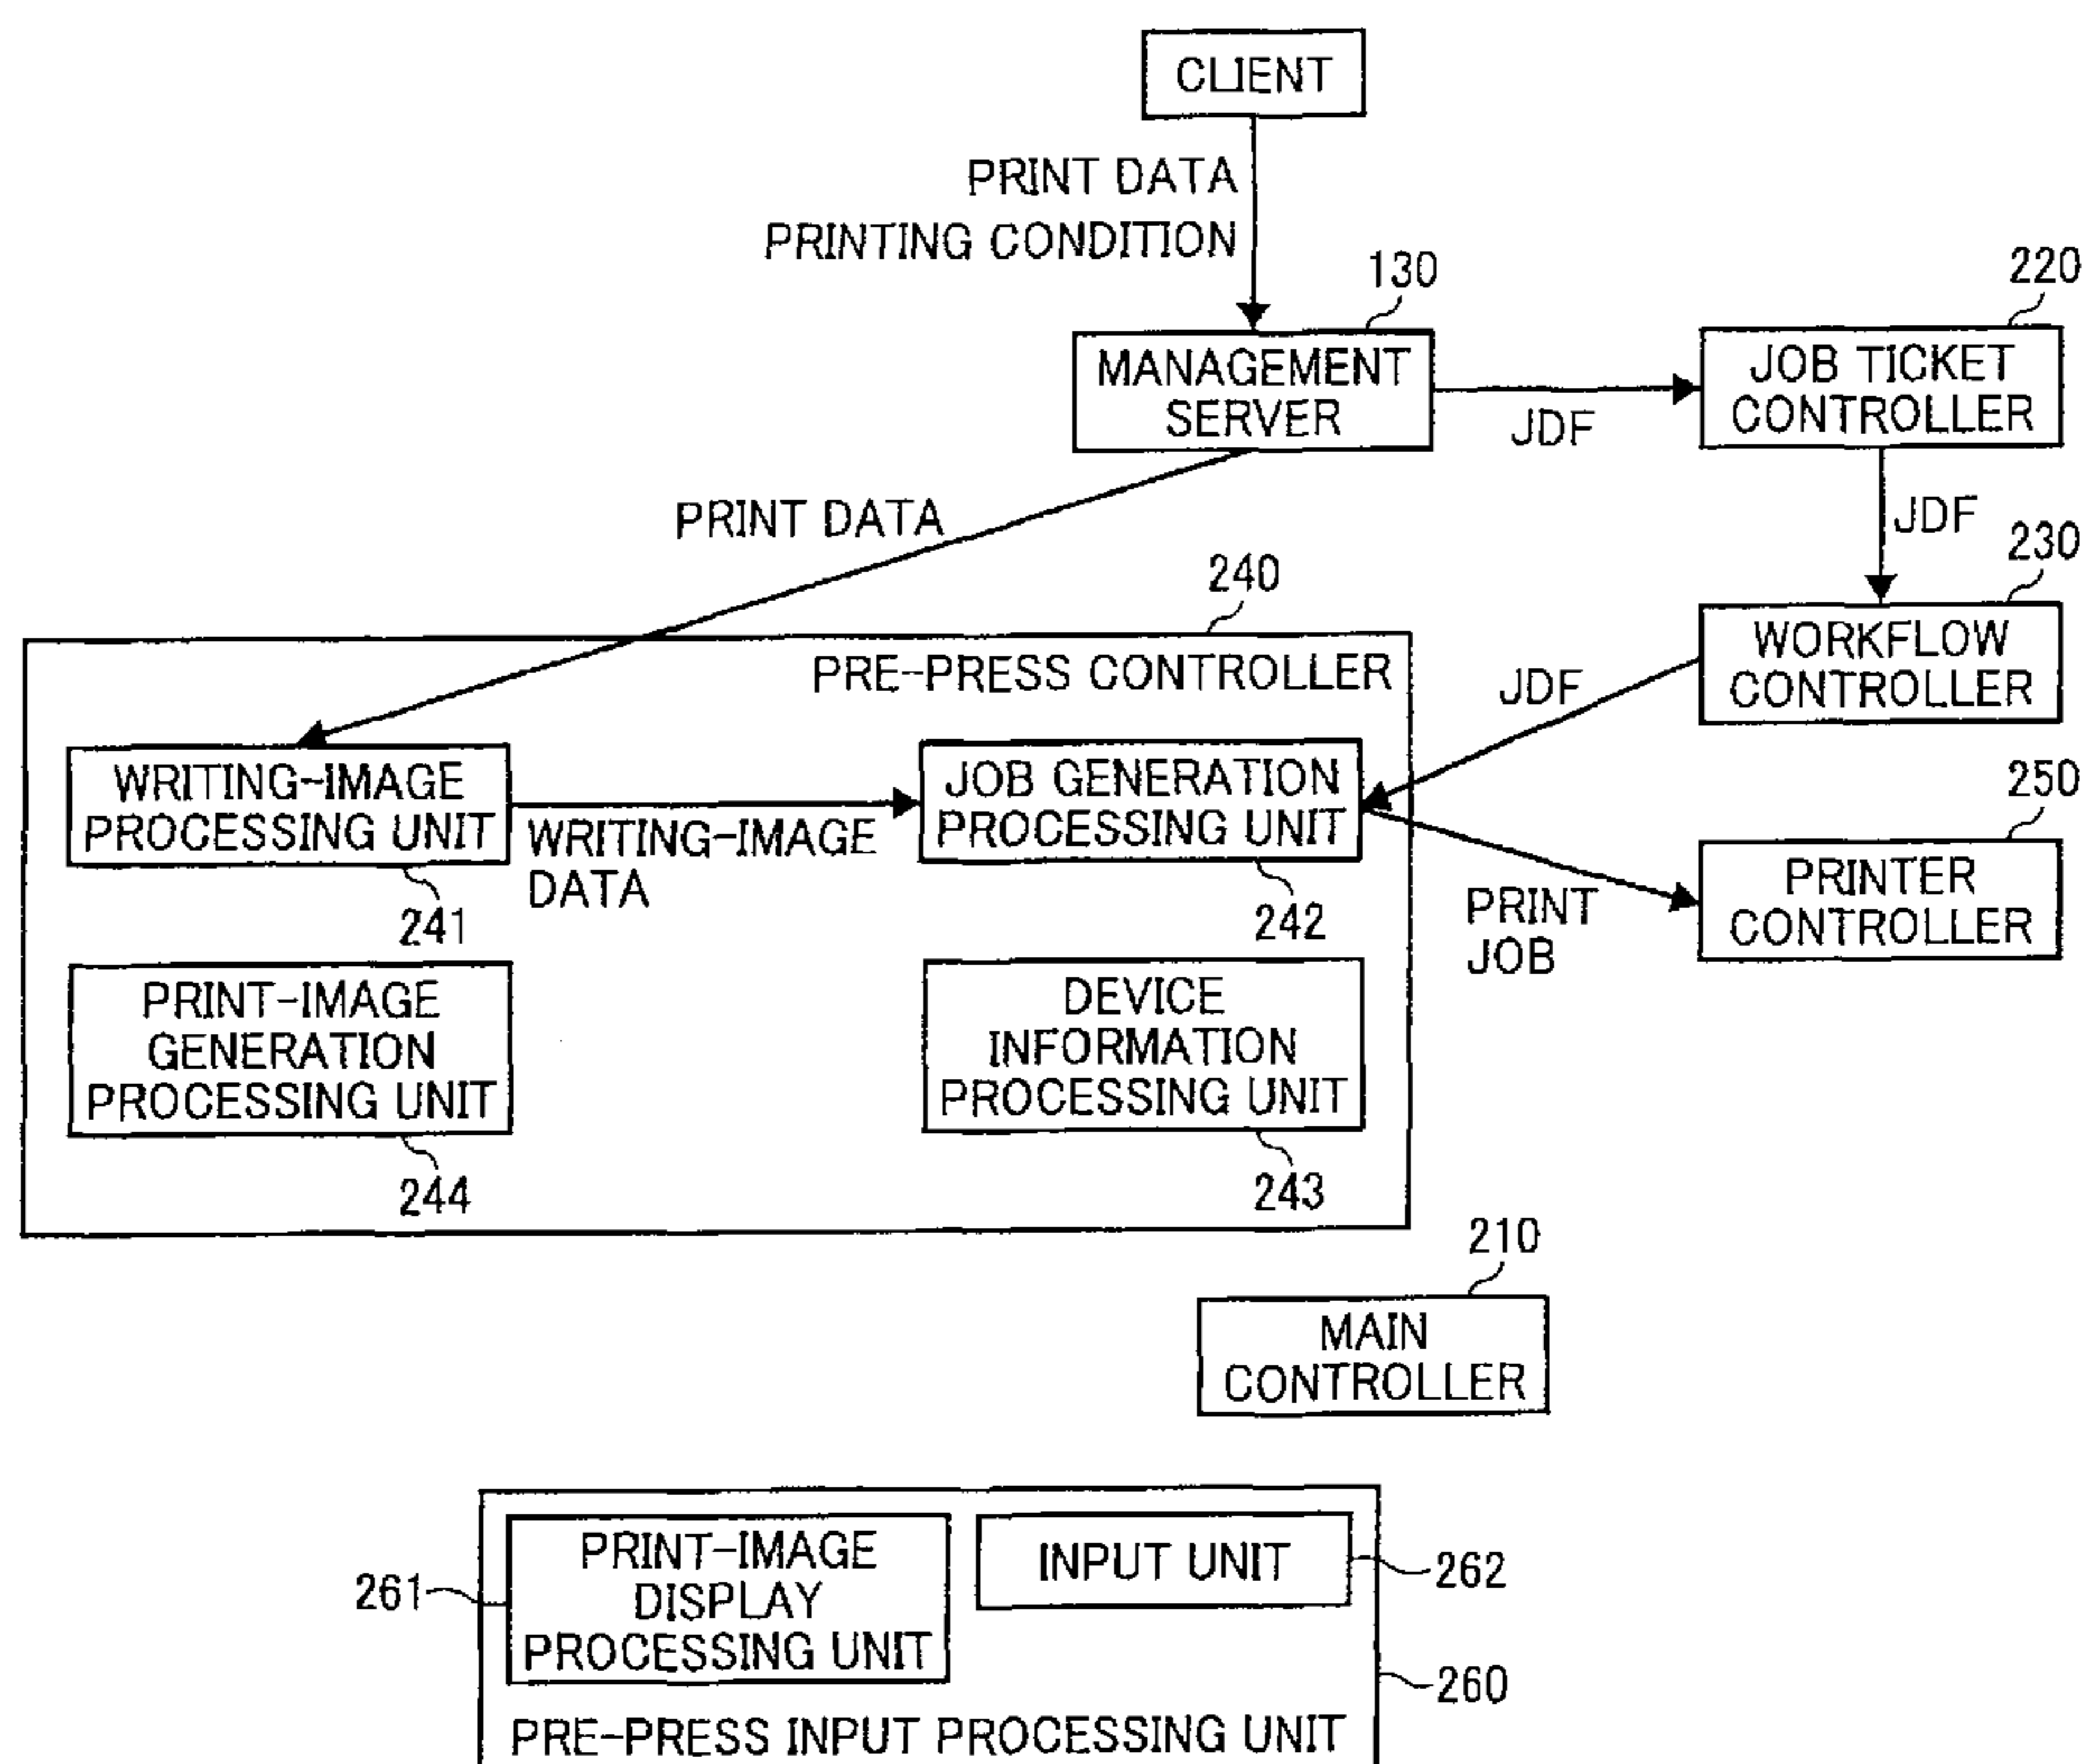 CLIENT
PRINT DATA
PRINTING CONDITION
130
220
MANAGEMENT
SERVER
JDF
JOB TICKET
CONTROLLER
PRINT DATA
JDF
240
230
PRE-PRESS CONTROLLER
JDF
WORKFLOW
CONTROLLER
WRITING-IMAGE
PROCESSING UNIT
241
WRITING-IMAGE
DATA
JOB GENERATION
PROCESSING UNIT
242
250
PRINT
JOB
PRINTER
CONTROLLER
PRINT-IMAGE
GENERATION
PROCESSING UNIT
244
DEVICE
INFORMATION
PROCESSING UNIT
243
210
MAIN
CONTROLLER
261
PRINT-IMAGE
DISPLAY
PROCESSING UNIT
INPUT UNIT
262
260
PRE-PRESS INPUT PROCESSING UNIT